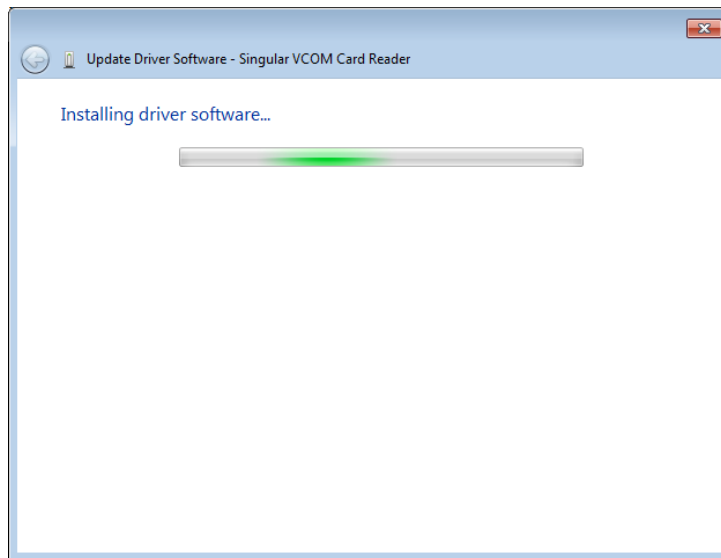 Update Driver Software - Singular VCOM Card Reader
Installing driver software...